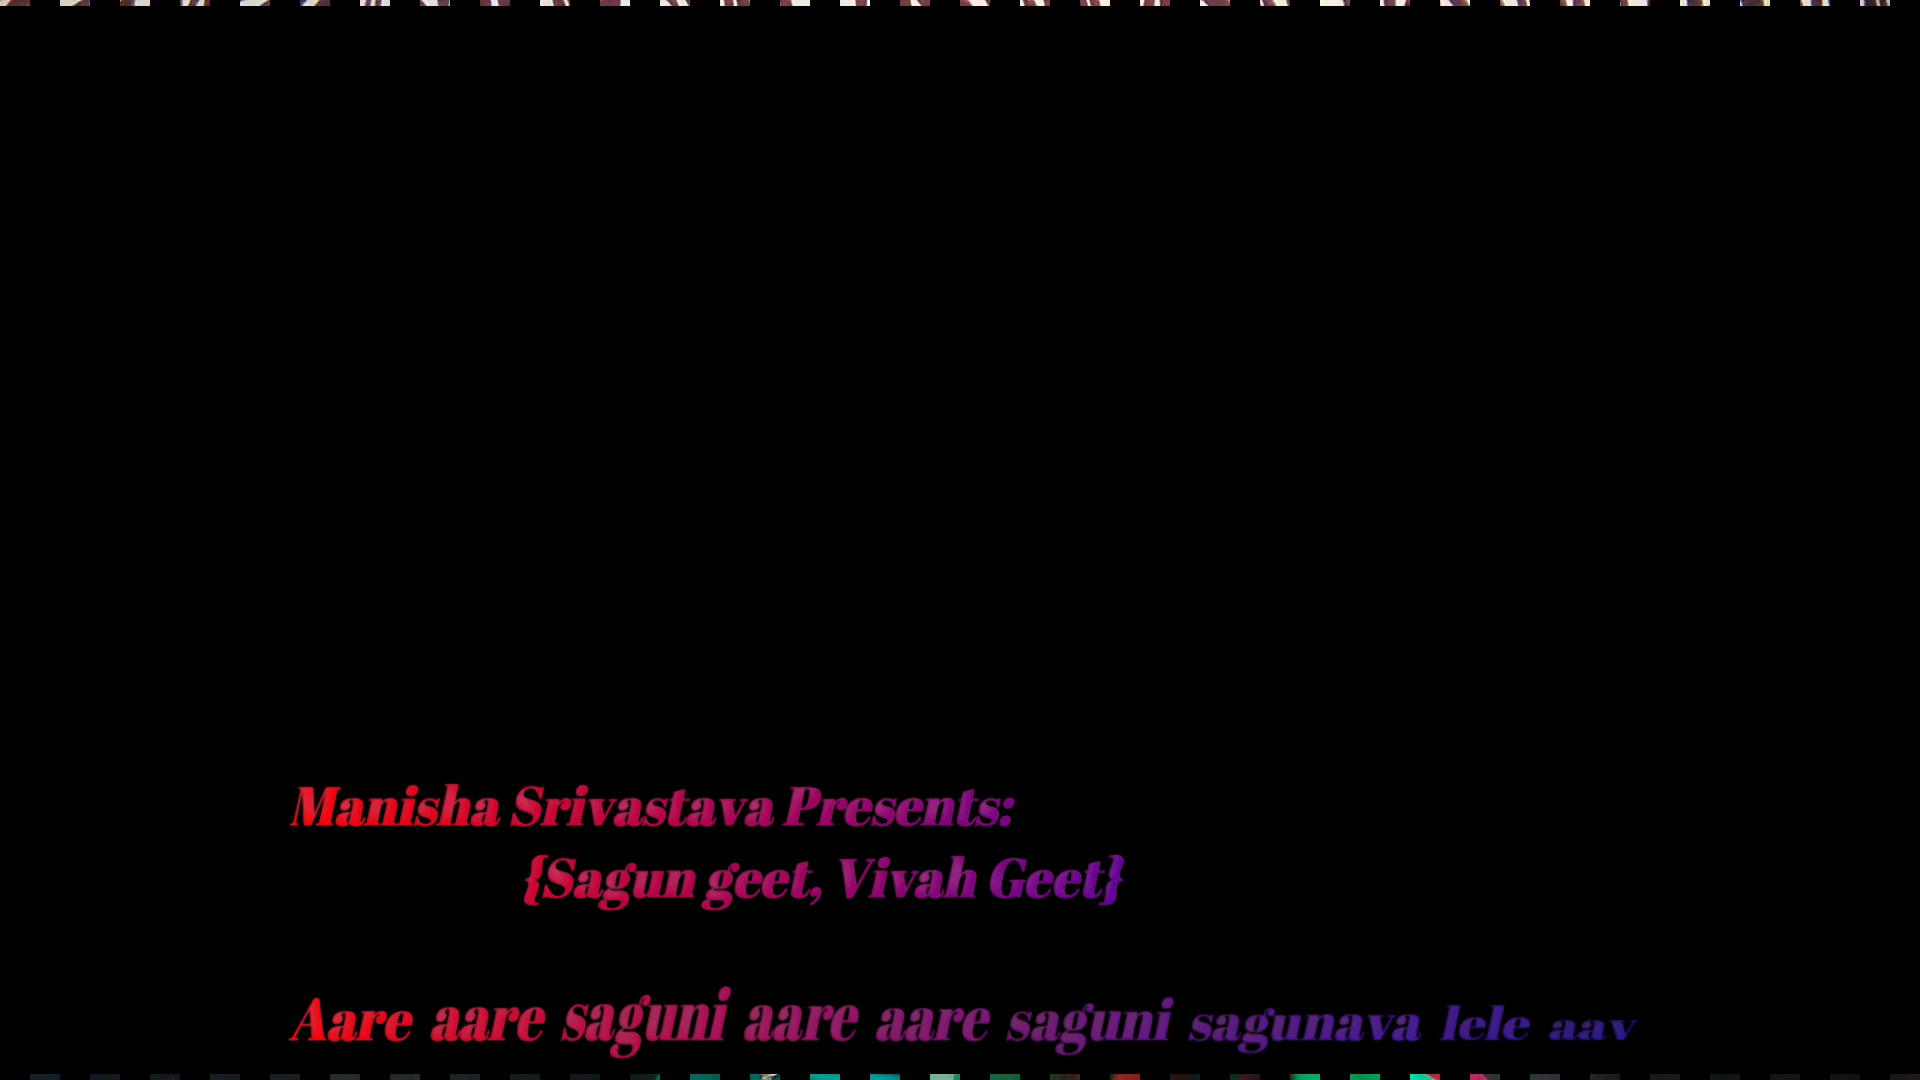 Manisha Srivastava Presents:
{Sagun geet, Vivah Geet}
Aare aare saguni aare aare saguni sagunava lele aav